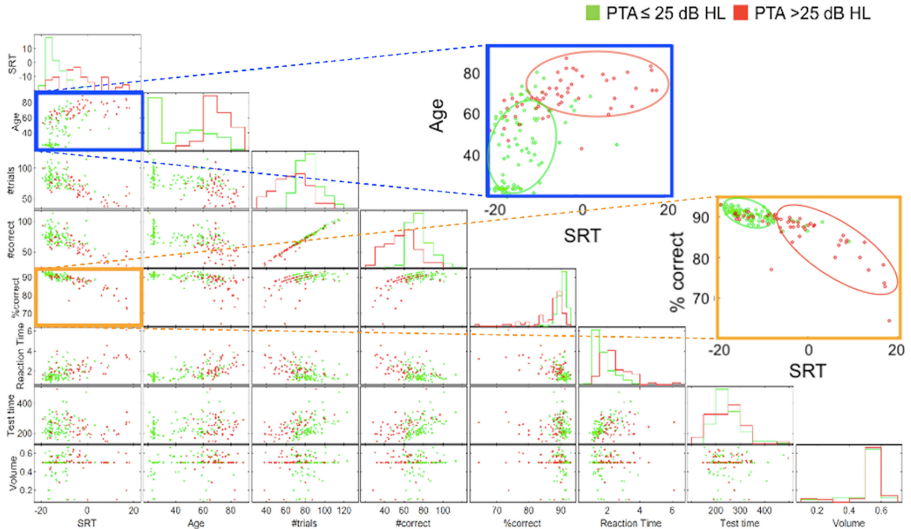 PTA ≤ 25 dB HL PTA >25 dB HL
SRT
10
0
-10
Age
80
60
40
#trials
100
50
#correct
100
50
%correct
90
80
70
Reaction Time
6
4
2
Test time
400
200
Volume
0.6
0.4
0.2
-20 0 20
SRT
40 60 80
Age
40 60 80 100 120
#trials
40 60 80 100 120
#correct
70 80 90
%correct
2 4 6
Reaction Time
200 300 400
Test time
0.2 0.4 0.6
Volume
Age
80
60
40
-20 0 20
SRT
% correct
90
80
70
-20 0 20
SRT